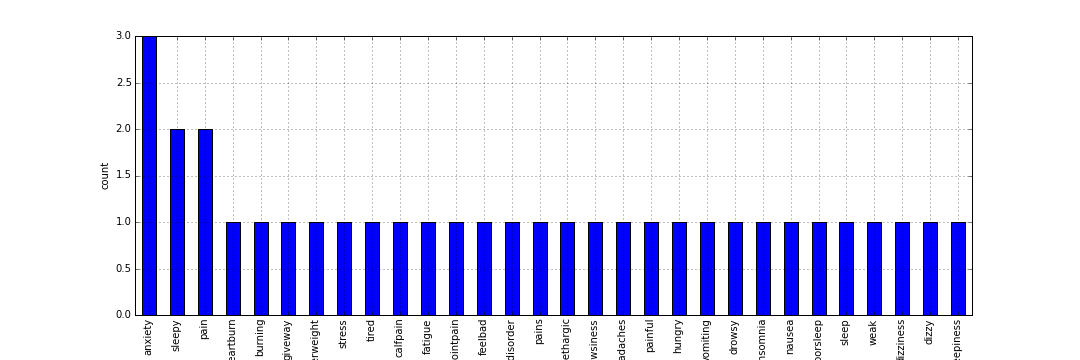 3.0
2.5
2.0
1.5
1.0
0.5
0.0
count
anxiety
sleepy
pain
eartburn
burning
giveway
erweight
stress
tired
calfpain
fatigue
ointpain
feelbad
disorder
pains
ethargic
wsiness
adaches
painful
hungry
vomiting
drowsy
nsomnia
nausea
oorsleep
sleep
weak
izziness
dizzy
eepiness